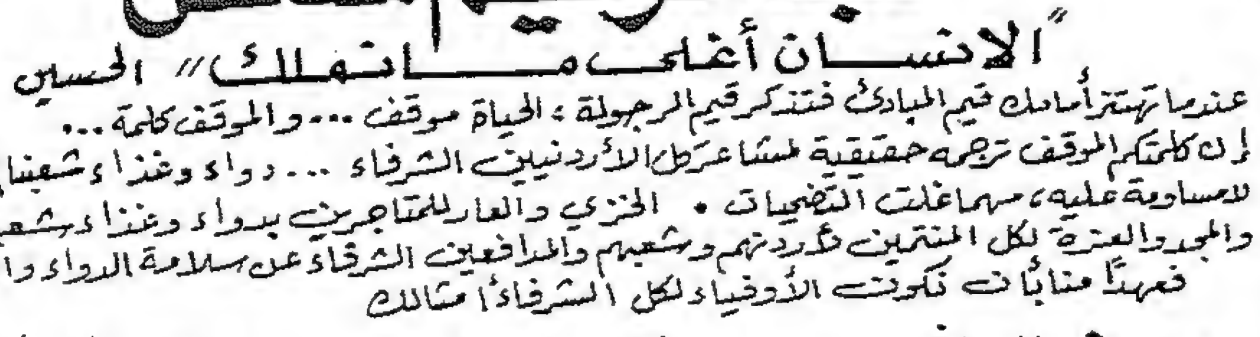 "الانسان أغلى ما نملك" الحسين
عندما تهتز أمامك قيم المبادئ فتتذكر قيم الرجولة ، الحياة موقف ... والموقف كلمة ...
إن كلمتكم الموقف ترجمه حقيقية لمشاعر كل الأردنيين الشرفاء ... دواء وغذاء شعبنا
لامساومة عليه ، مهما غلت التضحيات . الخزي والعار للمتاجرين بدواء وغذاء شعب
والمجد والعزة لكل المنتمين لأردنهم وشعبهم والمدافعين الشرفاء عن سلامة الدواء وا
فعهدًا منا بأن نكون الأوفياء لكل الشرفاء أمثالك